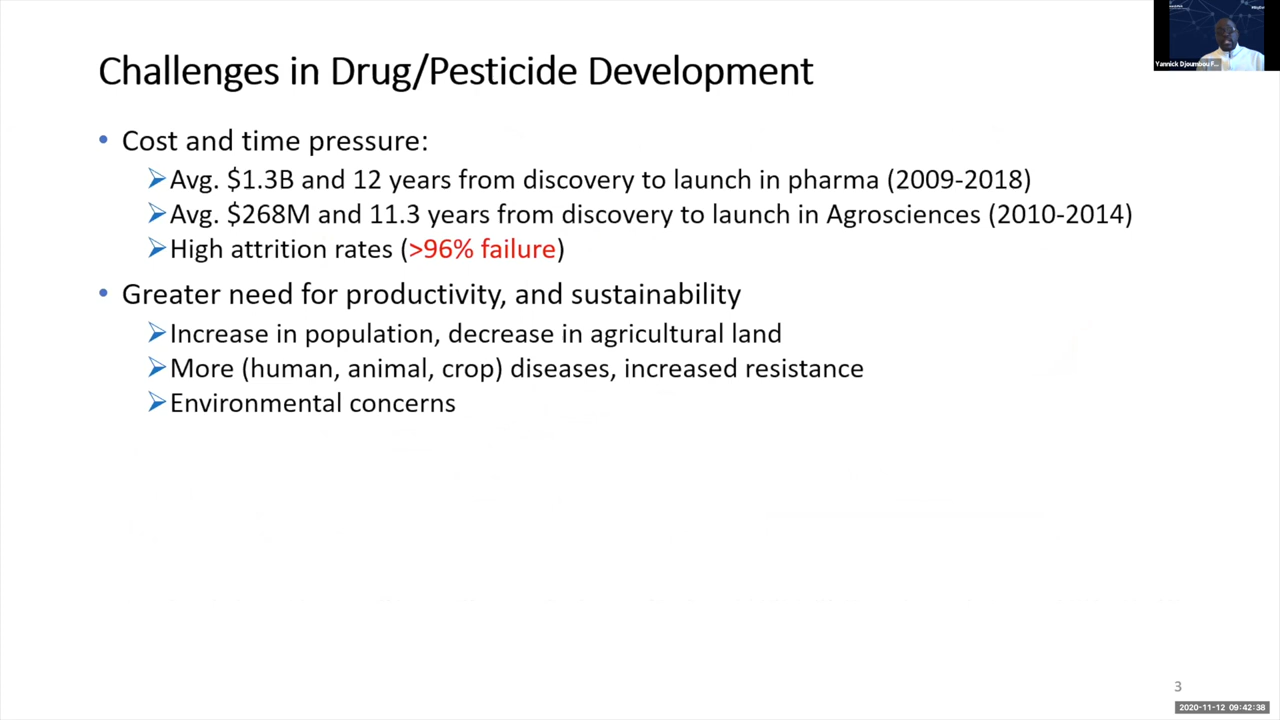 Challenges in Drug/Pesticide Development
• Cost and time pressure:
➢Avg. $1.3B and 12 years from discovery to launch in pharma (2009-2018)
➢Avg. $268M and 11.3 years from discovery to launch in Agrosciences (2010-2014)
➢High attrition rates (>96% failure)
• Greater need for productivity, and sustainability
➢Increase in population, decrease in agricultural land
➢More (human, animal, crop) diseases, increased resistance
➢Environmental concerns
Yannick Djoumbou F...
3
2020-11-12 09:42:38